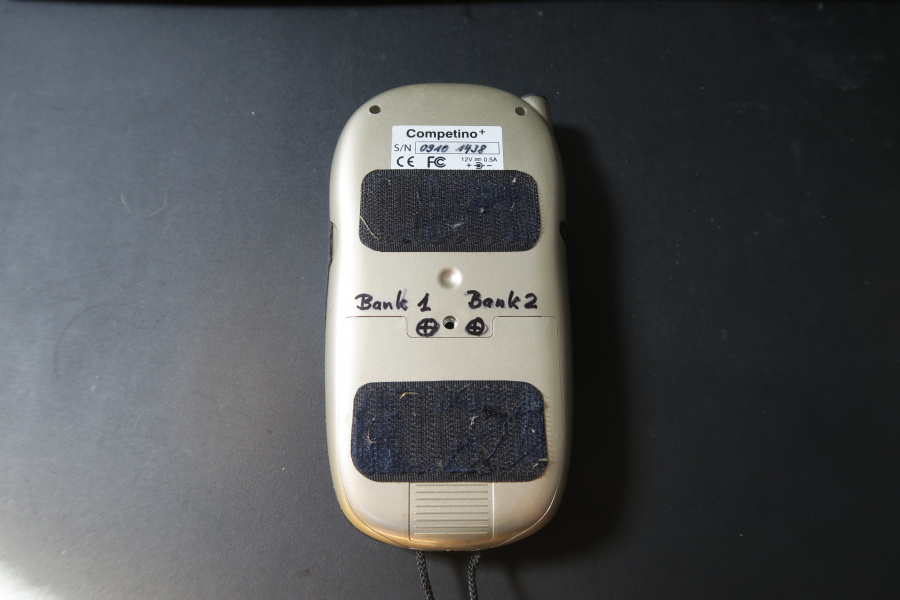 Competino+
S/N 0910 1438
CE FC 12V 0.5A
+ -
Bank 1 Bank 2